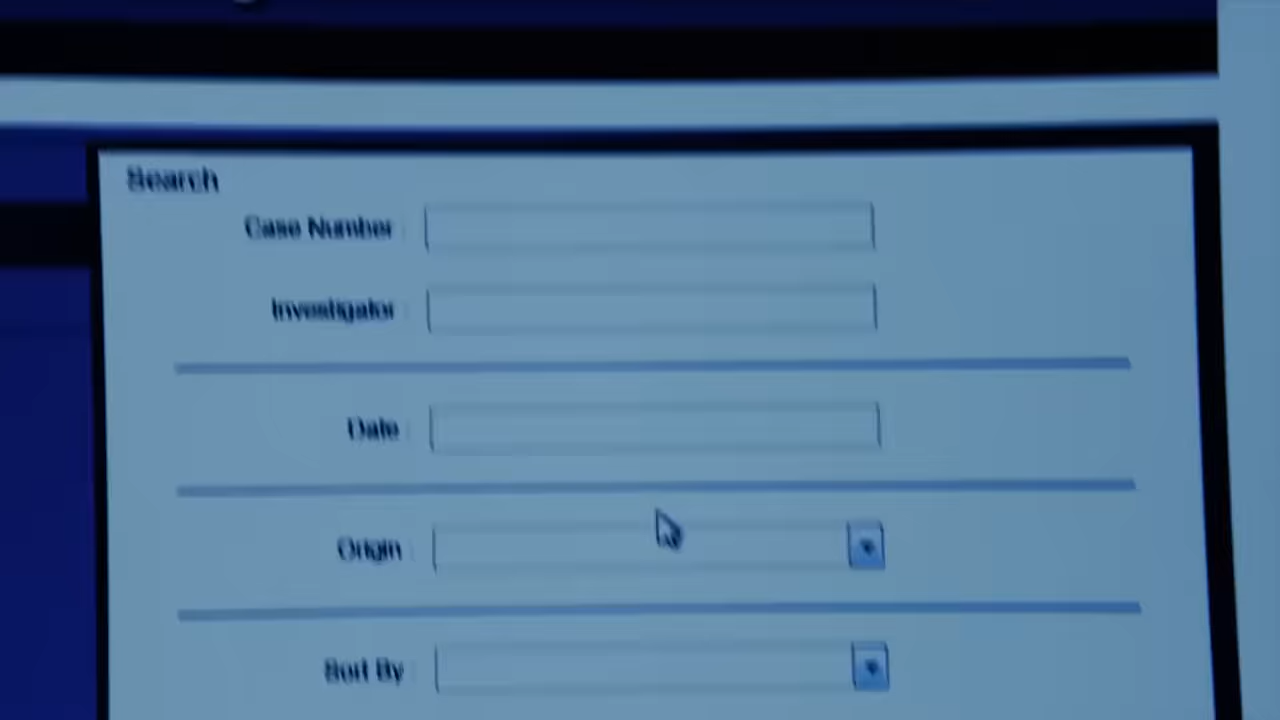 Search
Case Number
Investigator
Date
Origin
Sort By